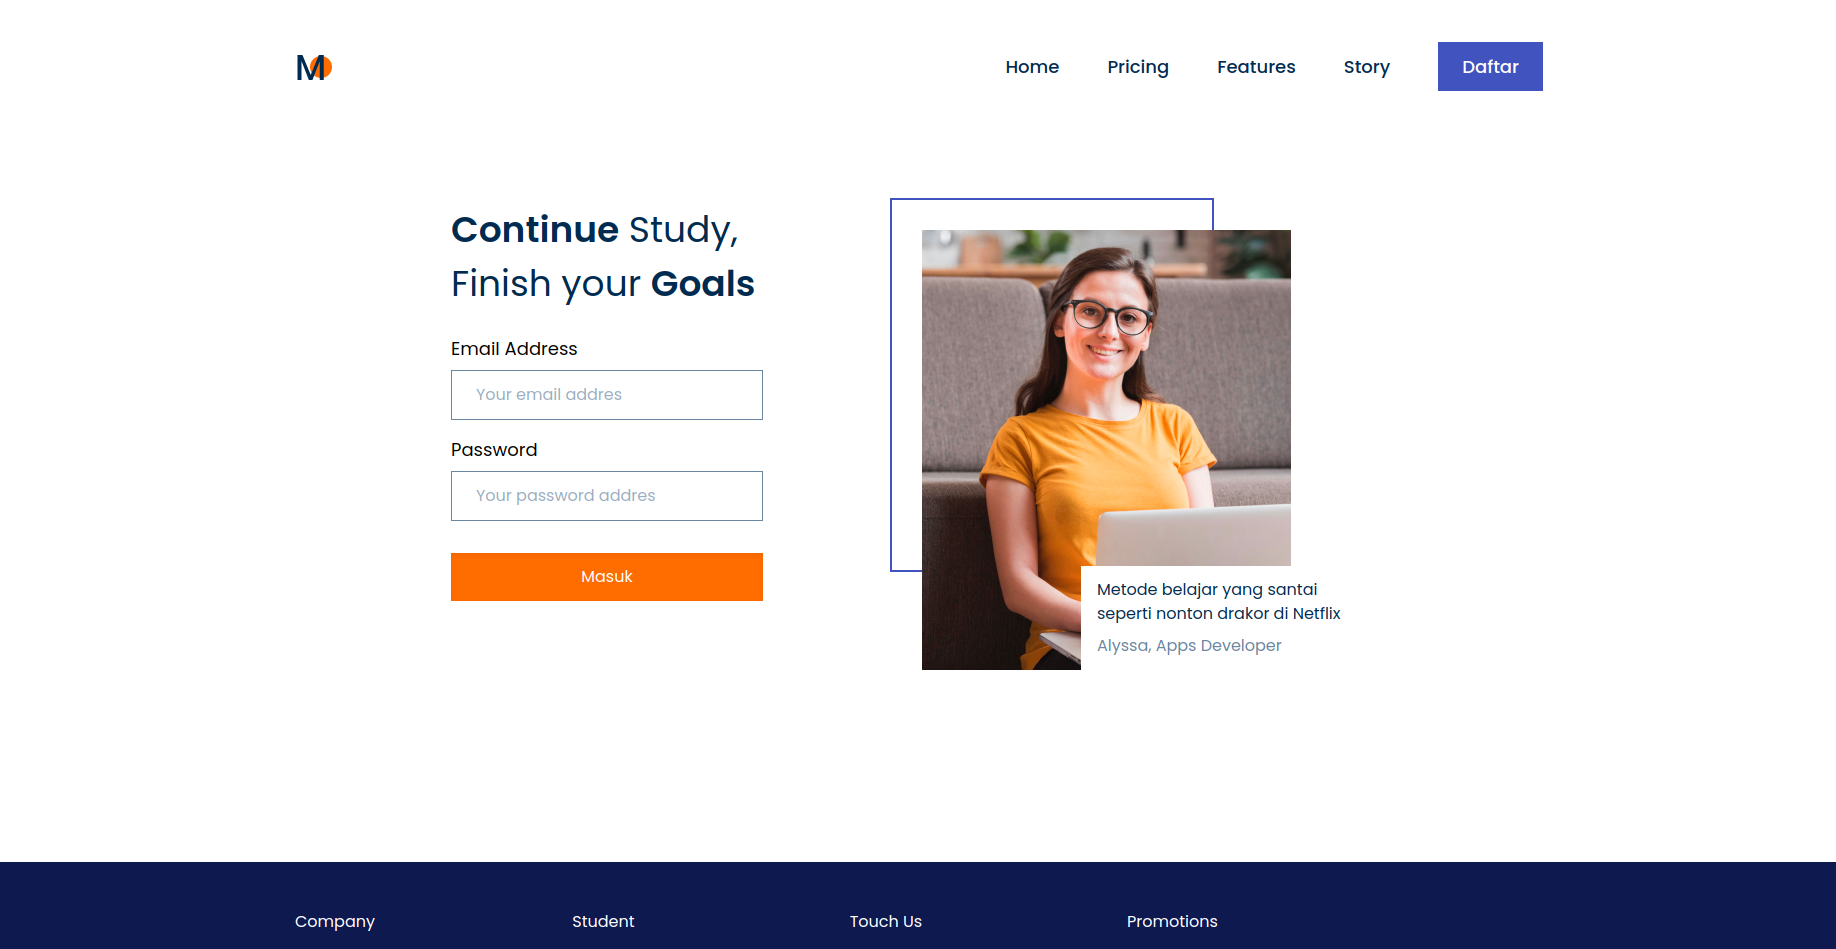 M
Home
Pricing
Features
Story
Daftar
Continue Study,
Finish your Goals
Email Address
Your email addres
Password
Your password addres
Masuk
Metode belajar yang santai
seperti nonton drakor di Netflix
Alyssa, Apps Developer
Company
Student
Touch Us
Promotions